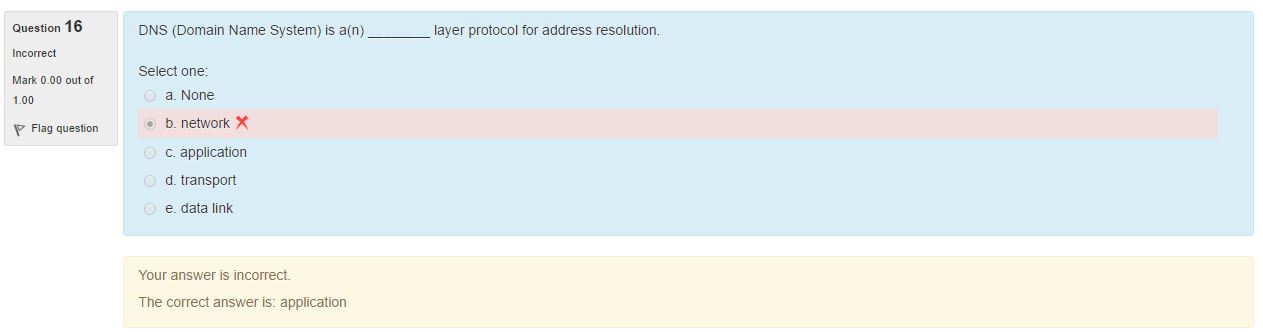 Question 16
Incorrect
Mark 0.00 out of
1.00
Flag question
DNS (Domain Name System) is a(n) ________ layer protocol for address resolution.
Select one:
a. None
b. network
c. application
d. transport
e. data link
Your answer is incorrect.
The correct answer is: application